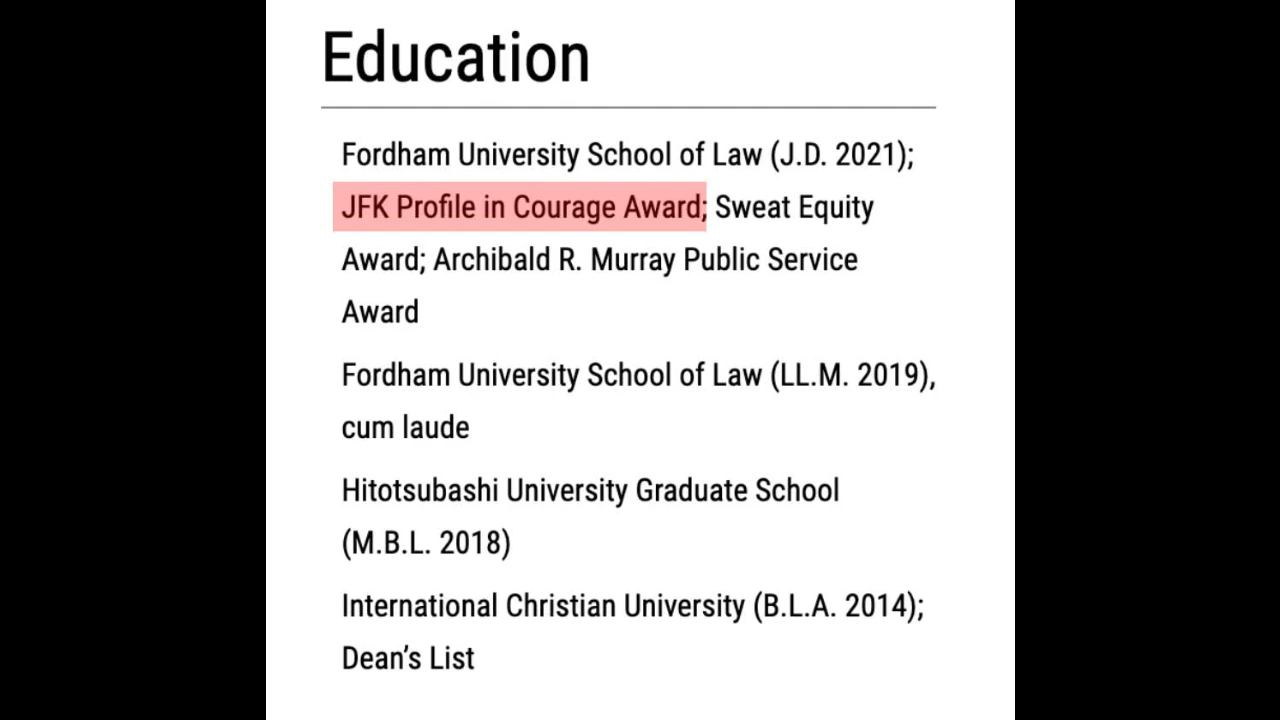 Education
Fordham University School of Law (J.D. 2021);
JFK Profile in Courage Award; Sweat Equity
Award; Archibald R. Murray Public Service
Award
Fordham University School of Law (LL.M. 2019),
cum laude
Hitotsubashi University Graduate School
(M.B.L. 2018)
International Christian University (B.L.A. 2014);
Dean’s List